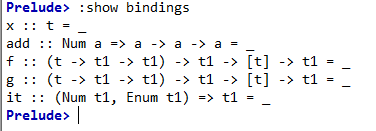 Prelude> :show bindings
x :: t = _
add :: Num a => a -> a -> a = _
f :: (t -> t1 -> t1) -> t1 -> [t] -> t1 = _
g :: (t -> t1 -> t1) -> t1 -> [t] -> t1 = _
it :: (Num t1, Enum t1) => t1 = _
Prelude>